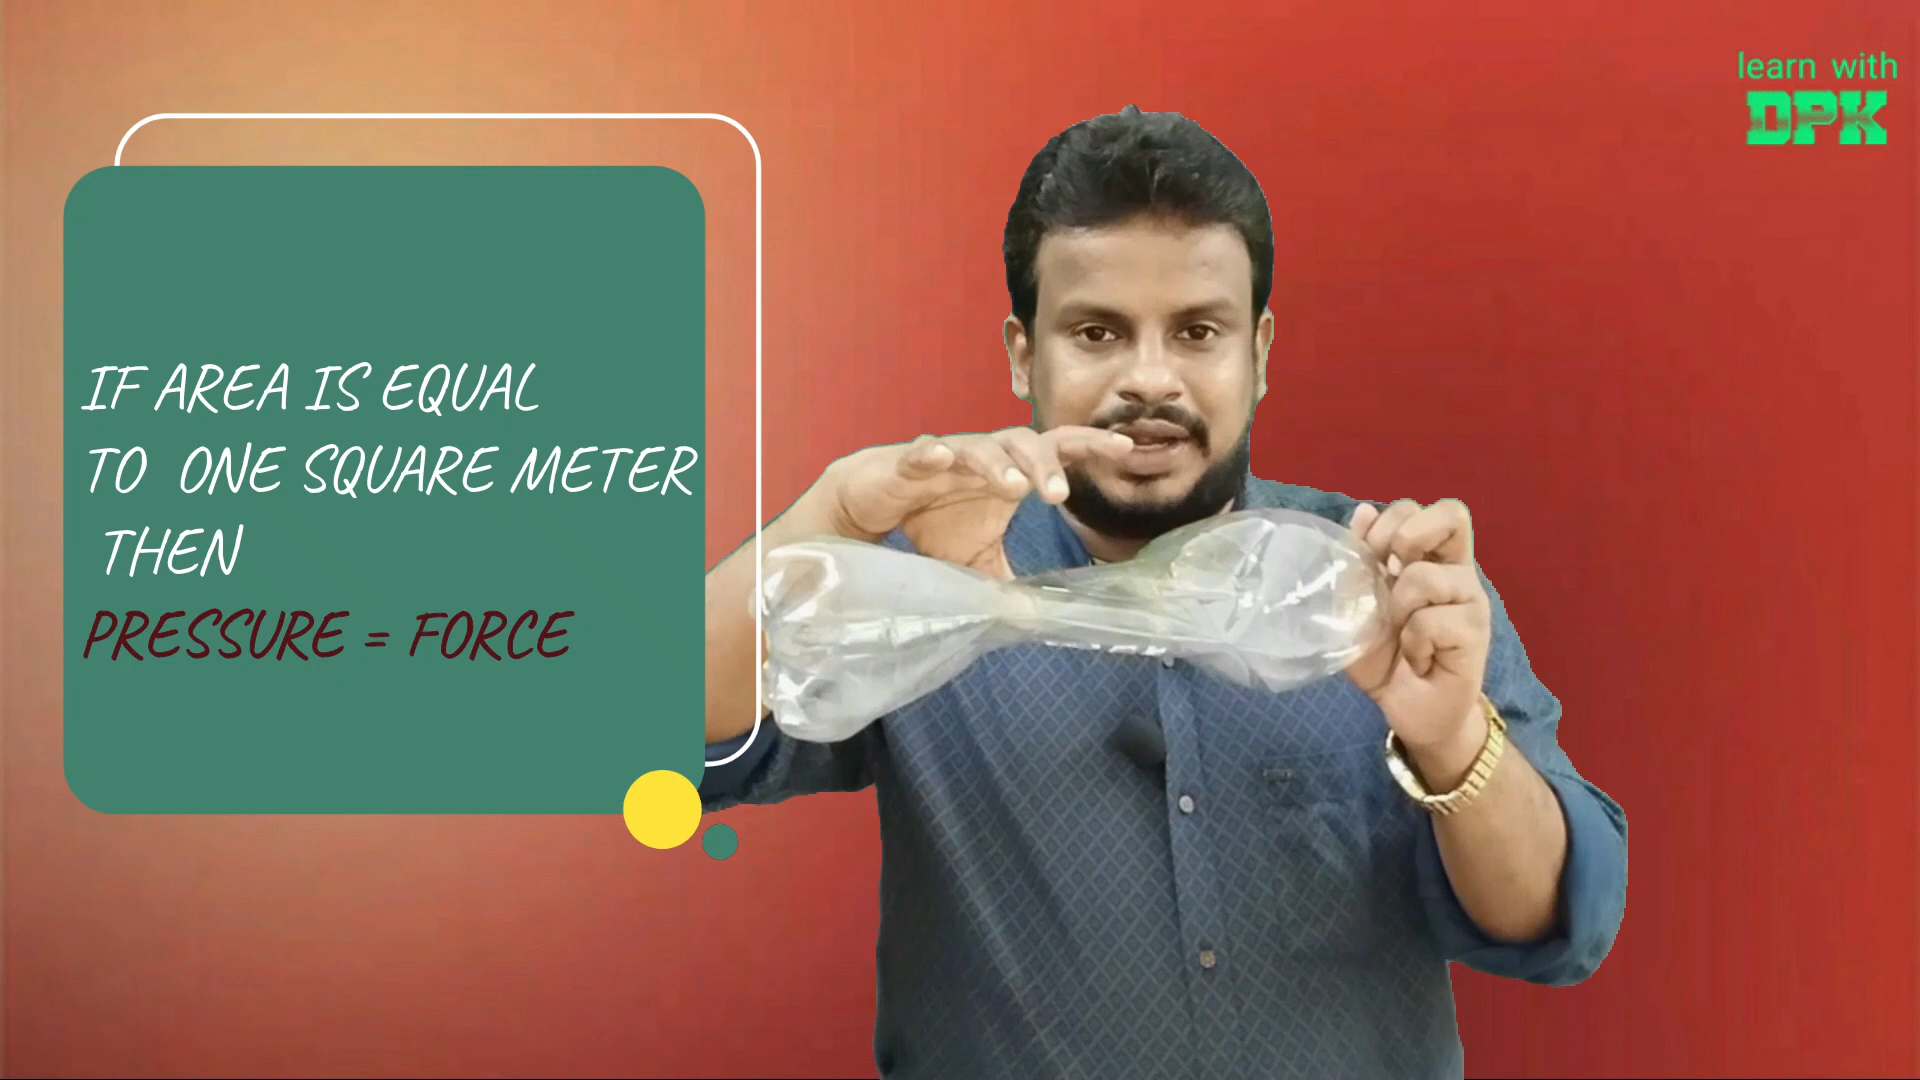 learn with
DPK
IF AREA IS EQUAL
TO ONE SQUARE METER
THEN
PRESSURE = FORCE